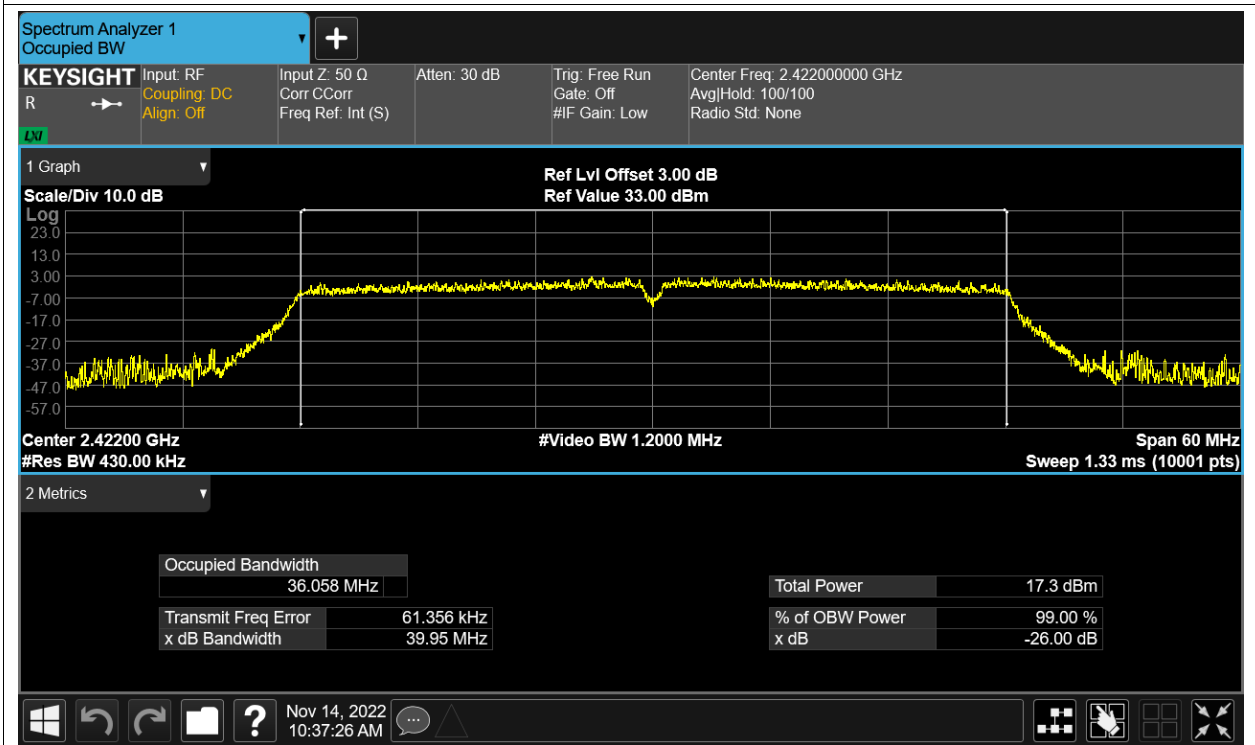 Spectrum Analyzer 1
Occupied BW
KEYSIGHT
R
LXI
Input: RF
Coupling: DC
Align: Off
Input Z: 50 Ω
Corr CCorr
Freq Ref: Int (S)
Atten: 30 dB
Trig: Free Run
Gate: Off
#IF Gain: Low
Center Freq: 2.422000000 GHz
Avg|Hold: 100/100
Radio Std: None
1 Graph
Ref Lvl Offset 3.00 dB
Scale/Div 10.0 dB
Ref Value 33.00 dBm
Log
23.0
13.0
3.00
-7.00
-17.0
-27.0
-37.0
-47.0
-57.0
Center 2.42200 GHz
#Video BW 1.2000 MHz
Span 60 MHz
#Res BW 430.00 kHz
Sweep 1.33 ms (10001 pts)
2 Metrics
Occupied Bandwidth
36.058 MHz
Total Power 17.3 dBm
Transmit Freq Error 61.356 kHz
% of OBW Power 99.00 %
x dB Bandwidth 39.95 MHz
x dB -26.00 dB
?
Nov 14, 2022
10:37:26 AM